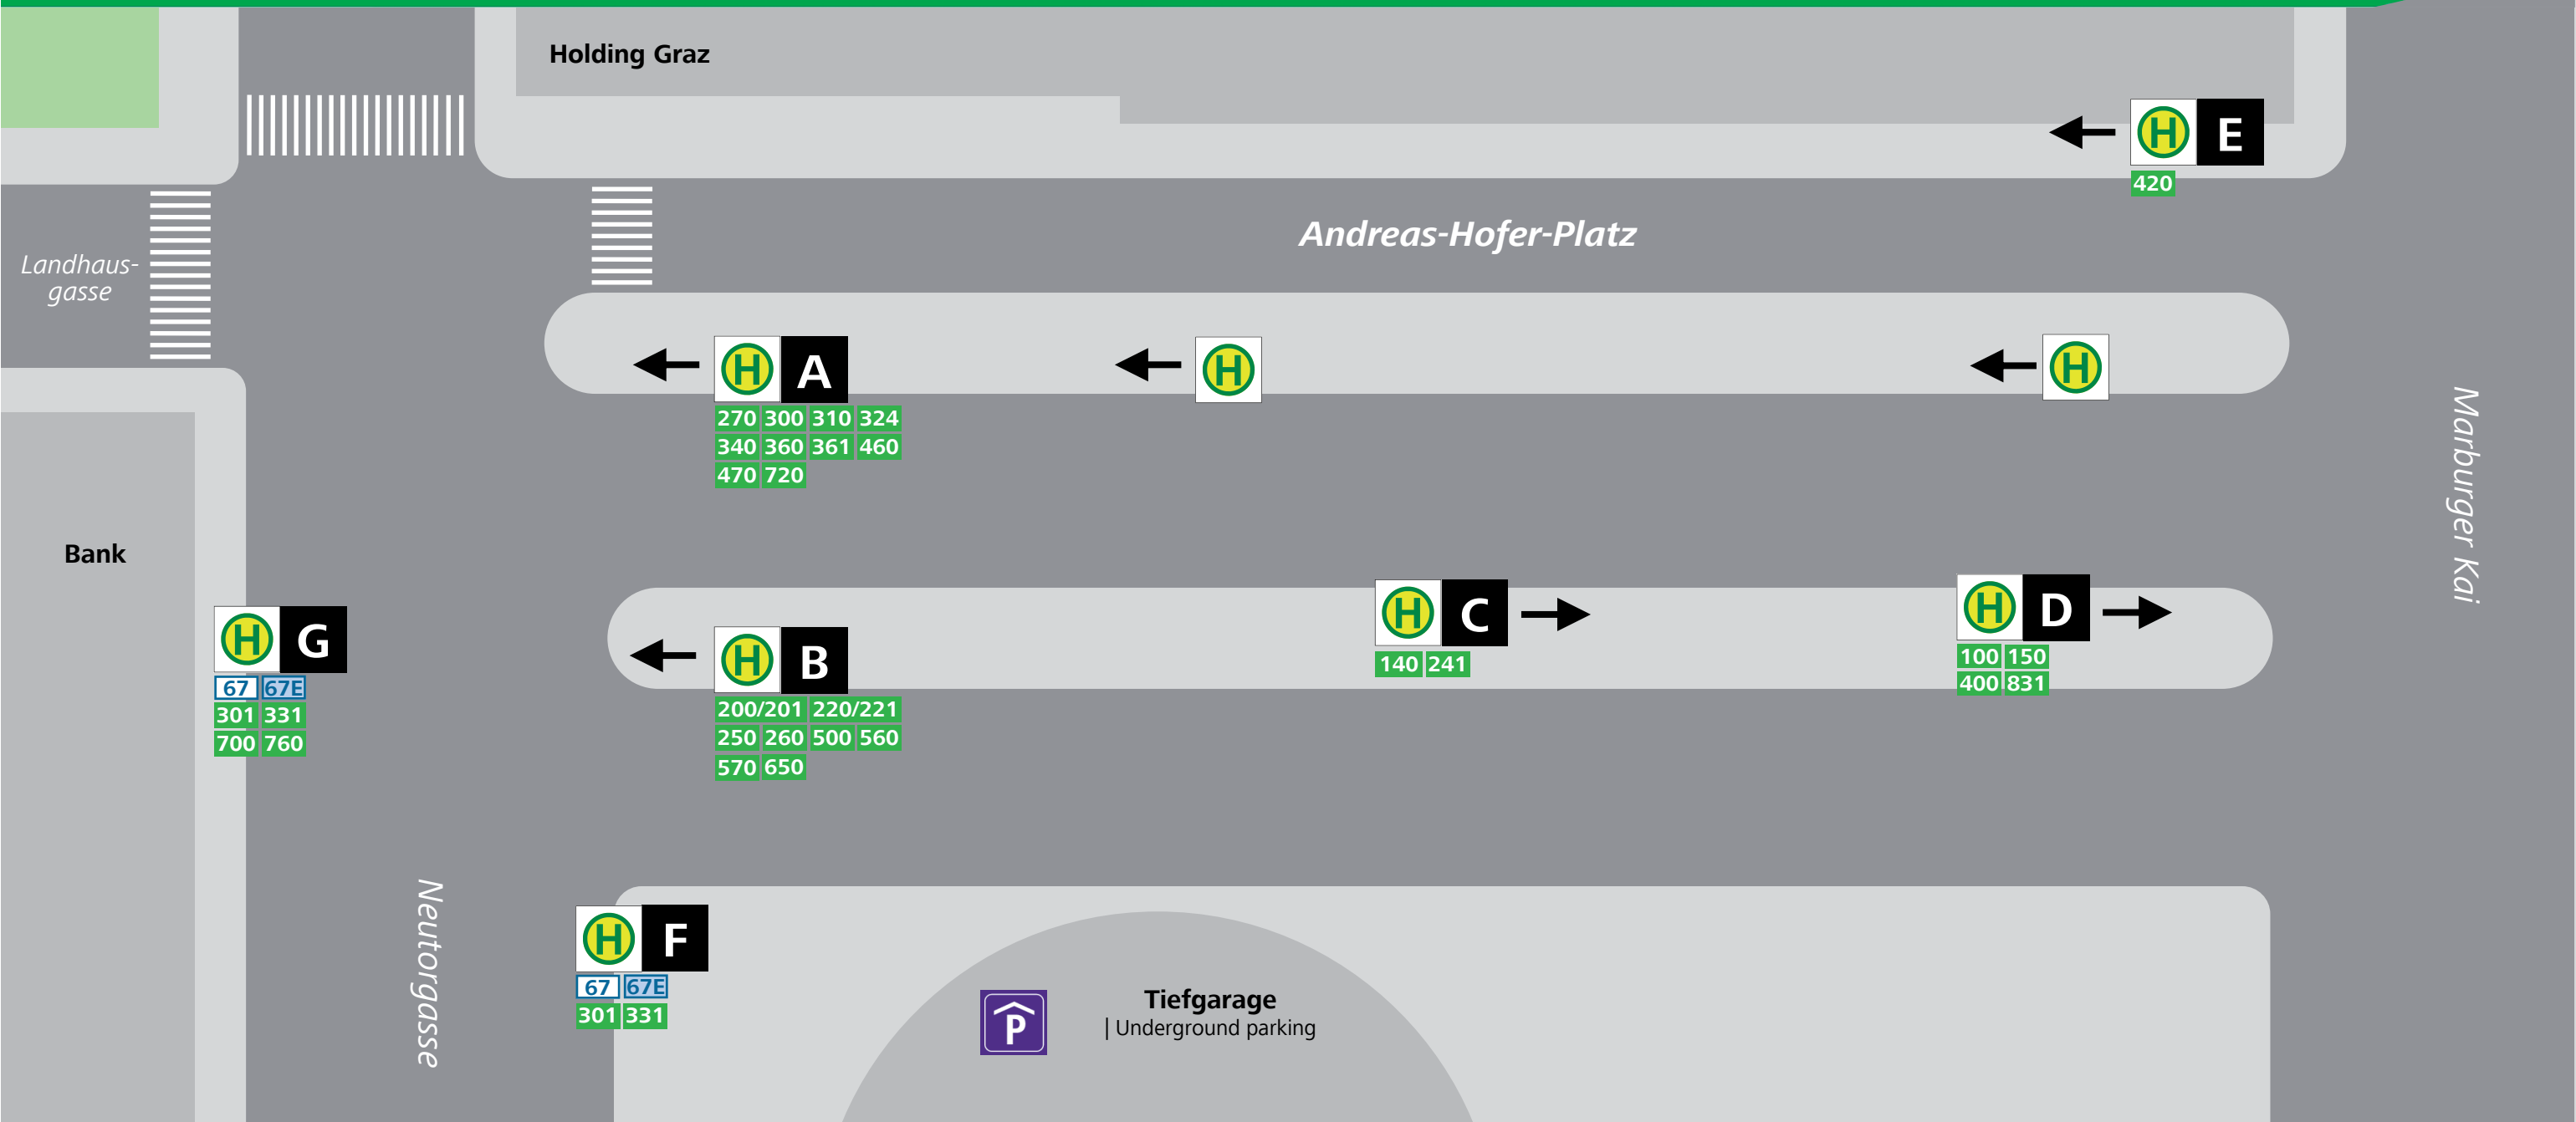 Holding Graz
H E
420
Andreas-Hofer-Platz
Landhaus-
gasse
H A
270 300 310 324
340 360 361 460
470 720
H
H
Marburger Kai
Bank
H G
67 67E
301 331
700 760
H B
200/201 220/221
250 260 500 560
570 650
H C
140 241
H D
100 150
400 831
Neutorgasse
H F
67 67E
301 331
P
Tiefgarage
| Underground parking